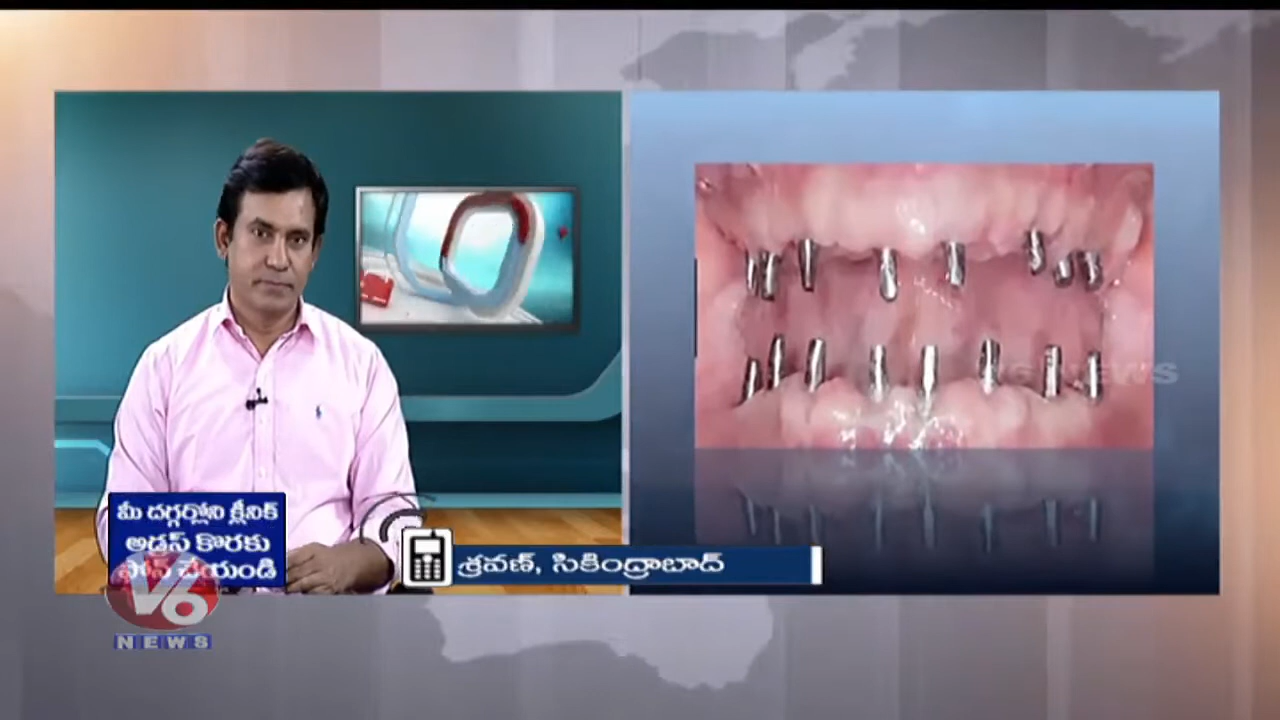 మీ దగ్గర్లోని క్లినిక్
అడ్రస్ కొరకు
ఫోన్ చేయండి
శ్రవణ్, సికింద్రాబాద్
V6
NEWS